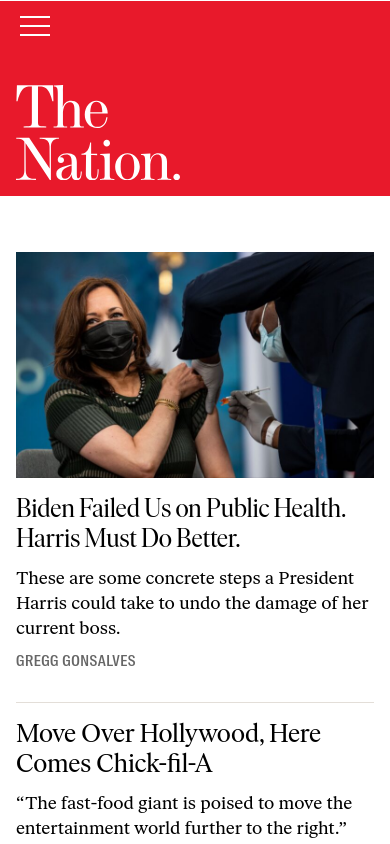 The
Nation.
Biden Failed Us on Public Health.
Harris Must Do Better.
These are some concrete steps a President
Harris could take to undo the damage of her
current boss.
GREGG GONSALVES
Move Over Hollywood, Here
Comes Chick-fil-A
“The fast-food giant is poised to move the
entertainment world further to the right.”